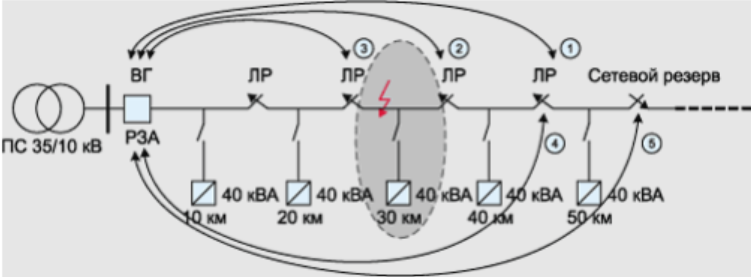 3 2 1
ВГ ЛР ЛР ЛР ЛР Сетевой резерв
ПС 35/10 кВ РЗА 4 5
40 кВА 40 кВА 40 кВА 40 кВА 40 кВА
10 км 20 км 30 км 40 км 50 км